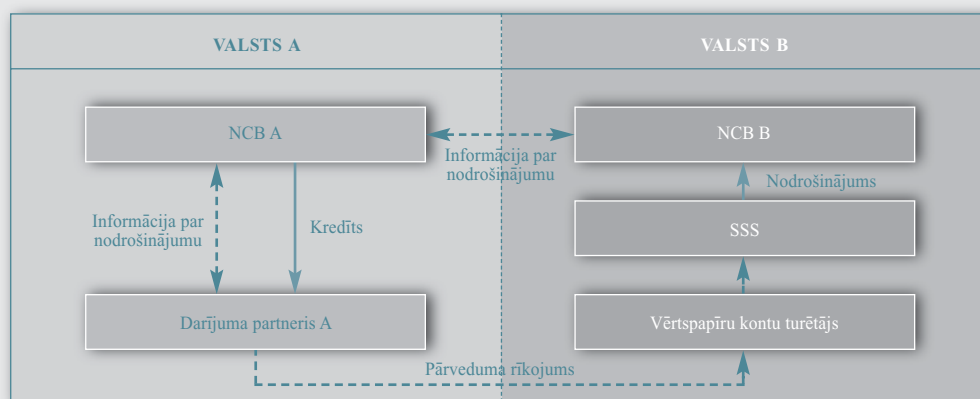 VALSTS A
VALSTS B
NCB A
NCB B
Informācija par
nodrošinājumu
Nodrošinājums
Informācija par
nodrošinājumu
Kredīts
SSS
Darījuma partneris A
Vērtspapīru kontu turētājs
Pārveduma rīkojums